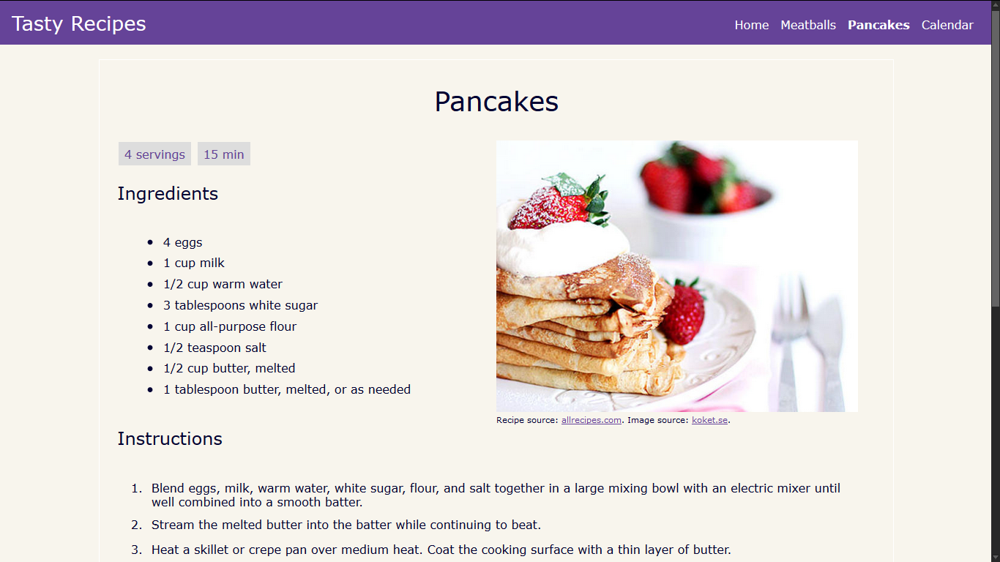 Tasty Recipes
Home Meatballs Pancakes Calendar
Pancakes
4 servings 15 min
Ingredients
• 4 eggs
• 1 cup milk
• 1/2 cup warm water
• 3 tablespoons white sugar
• 1 cup all-purpose flour
• 1/2 teaspoon salt
• 1/2 cup butter, melted
• 1 tablespoon butter, melted, or as needed
Recipe source: allrecipes.com. Image source: koket.se.
Instructions
1. Blend eggs, milk, warm water, white sugar, flour, and salt together in a large mixing bowl with an electric mixer until
well combined into a smooth batter.
2. Stream the melted butter into the batter while continuing to beat.
3. Heat a skillet or crepe pan over medium heat. Coat the cooking surface with a thin layer of butter.